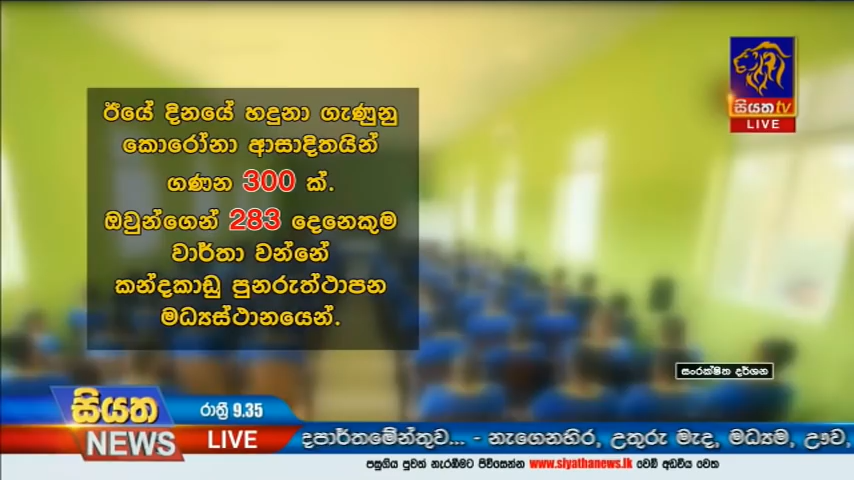 ඊයේ දිනයේ හදුනා ගැණුනු
කොරෝනා ආසාදිතයින්
ගණන 300 ක්.
ඔවුන්ගෙන් 283 දෙනෙකුම
වාර්තා වන්නේ
කන්දකාඩු පුනරුත්ථාපන
මධ්‍යස්ථානයෙන්.
සියත tv
LIVE
සංරක්ෂිත දර්ශන
සියත
NEWS
රාත්‍රී 9.35
LIVE
දපාර්තමේන්තුව... - නැගෙනහිර, උතුරු මැද, මධ්‍යම, ඌව,
පසුගිය පුවත් නැරඹීමට පිවිසෙන්න www.siyathanews.lk වෙබ් අඩවිය වෙත